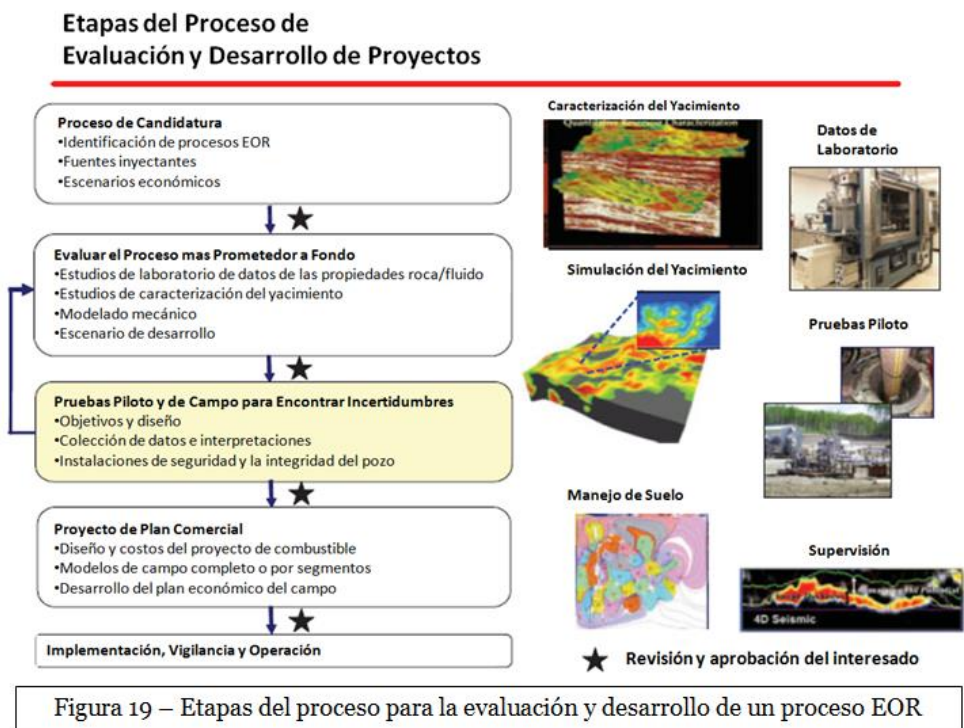 Etapas del Proceso de
Evaluación y Desarrollo de Proyectos
Proceso de Candidatura
•Identificación de procesos EOR
•Fuentes inyectantes
•Escenarios económicos
Evaluar el Proceso mas Prometedor a Fondo
•Estudios de laboratorio de datos de las propiedades roca/fluido
•Estudios de caracterización del yacimiento
•Modelado mecánico
•Escenario de desarrollo
Pruebas Piloto y de Campo para Encontrar Incertidumbres
•Objetivos y diseño
•Colección de datos e interpretaciones
•Instalaciones de seguridad y la integridad del pozo
Proyecto de Plan Comercial
•Diseño y costos del proyecto de combustible
•Modelos de campo completo o por segmentos
•Desarrollo del plan económico del campo
Implementación, Vigilancia y Operación
Caracterización del Yacimiento
Quantitative Reservoir Characterization
Datos de
Laboratorio
Simulación del Yacimiento
Pruebas Piloto
Manejo de Suelo
Supervisión
4D Seismic
Revisión y aprobación del interesado
Figura 19 – Etapas del proceso para la evaluación y desarrollo de un proceso EOR